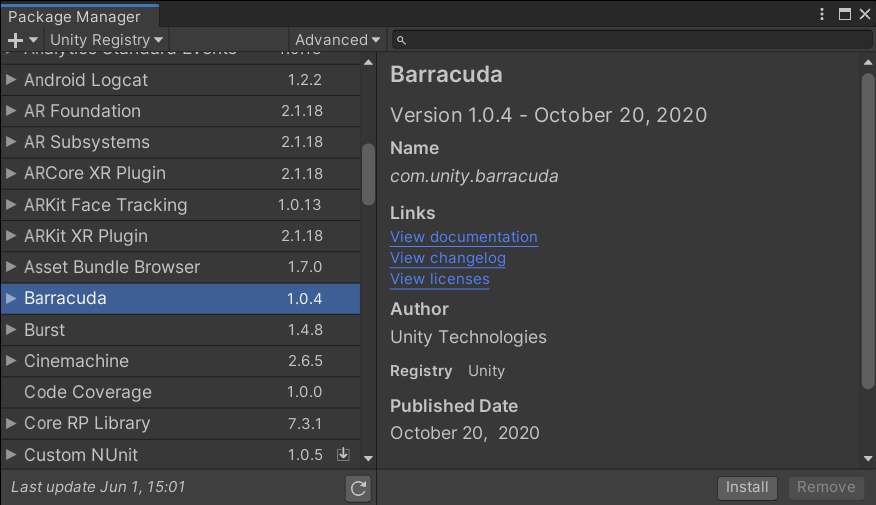 Package Manager
Unity Registry
Advanced
Analytics Standard Events
Android Logcat 1.2.2
AR Foundation 2.1.18
AR Subsystems 2.1.18
ARCore XR Plugin 2.1.18
ARKit Face Tracking 1.0.13
ARKit XR Plugin 2.1.18
Asset Bundle Browser 1.7.0
Barracuda 1.0.4
Burst 1.4.8
Cinemachine 2.6.5
Code Coverage 1.0.0
Core RP Library 7.3.1
Custom NUnit 1.0.5
Last update Jun 1, 15:01
Barracuda
Version 1.0.4 - October 20, 2020
Name
com.unity.barracuda
Links
View documentation
View changelog
View licenses
Author
Unity Technologies
Registry Unity
Published Date
October 20, 2020
Install
Remove